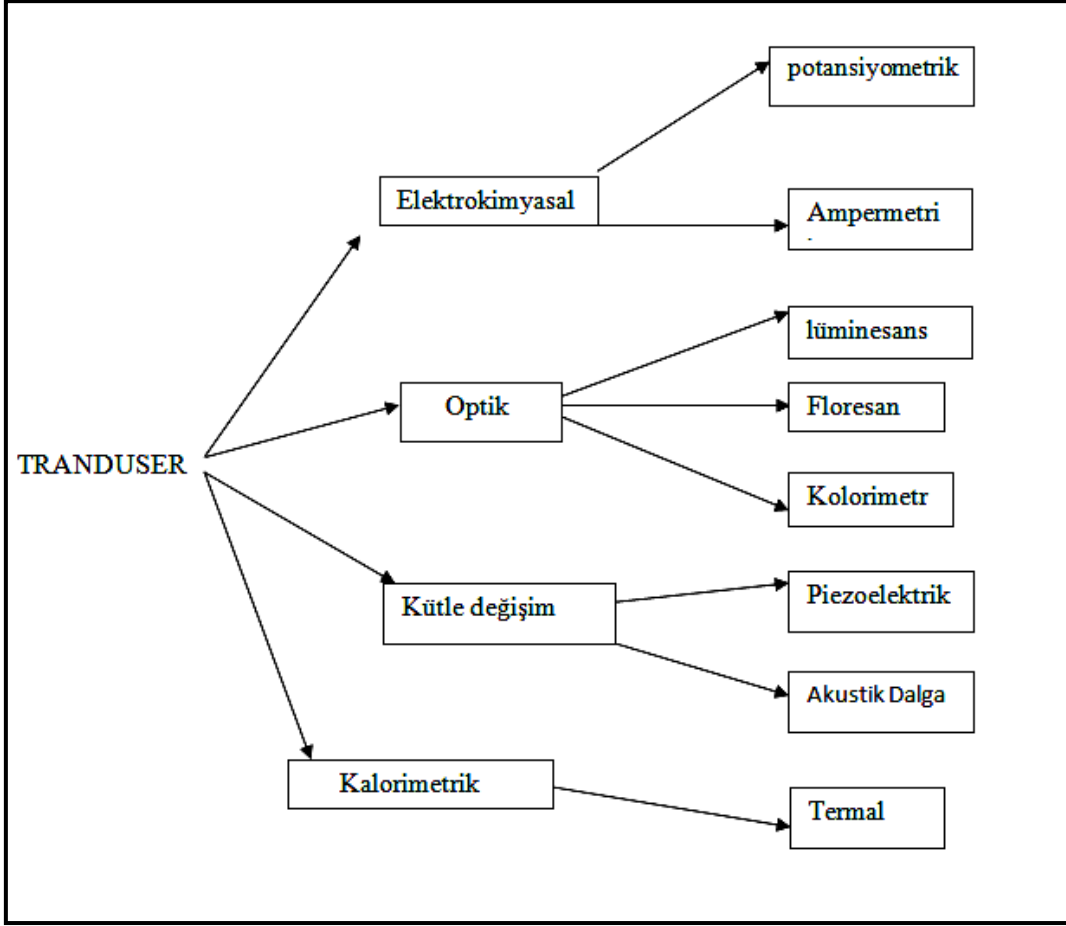 potansiyometrik
Elektrokimyasal
Ampermetri
lüminesans
Optik
Floresan
TRANDUSER
Kolorimetr
Kütle değişim
Piezoelektrik
Akustik Dalga
Kalorimetrik
Termal